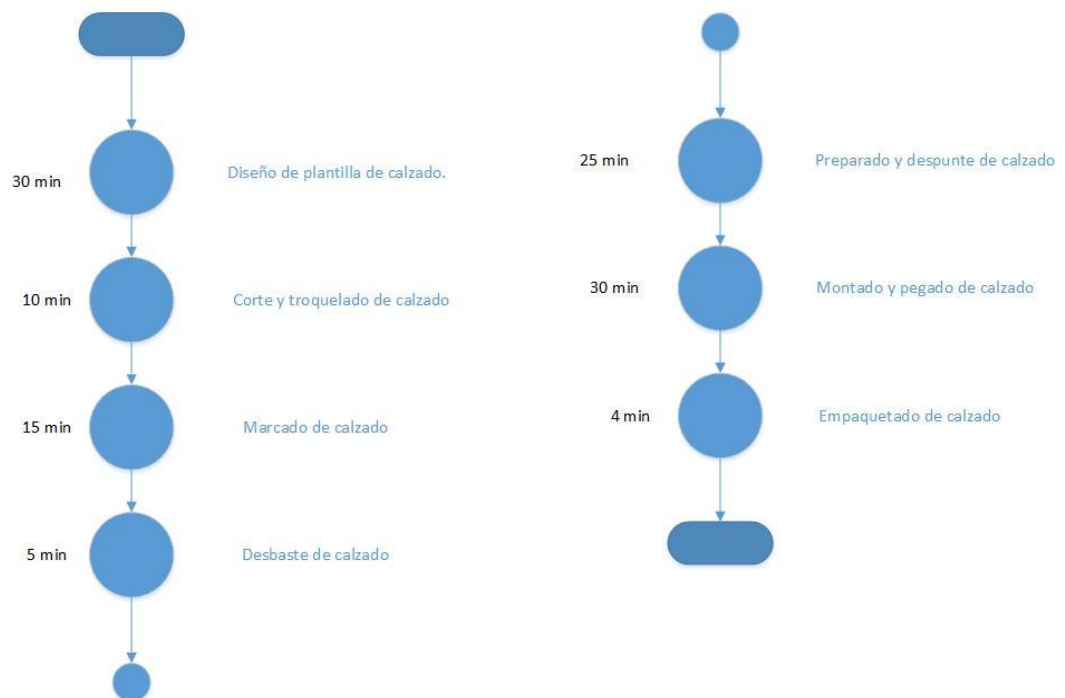 30 min
Diseño de plantilla de calzado.
10 min
Corte y troquelado de calzado
15 min
Marcado de calzado
5 min
Desbaste de calzado
25 min
Preparado y despunte de calzado
30 min
Montado y pegado de calzado
4 min
Empaquetado de calzado